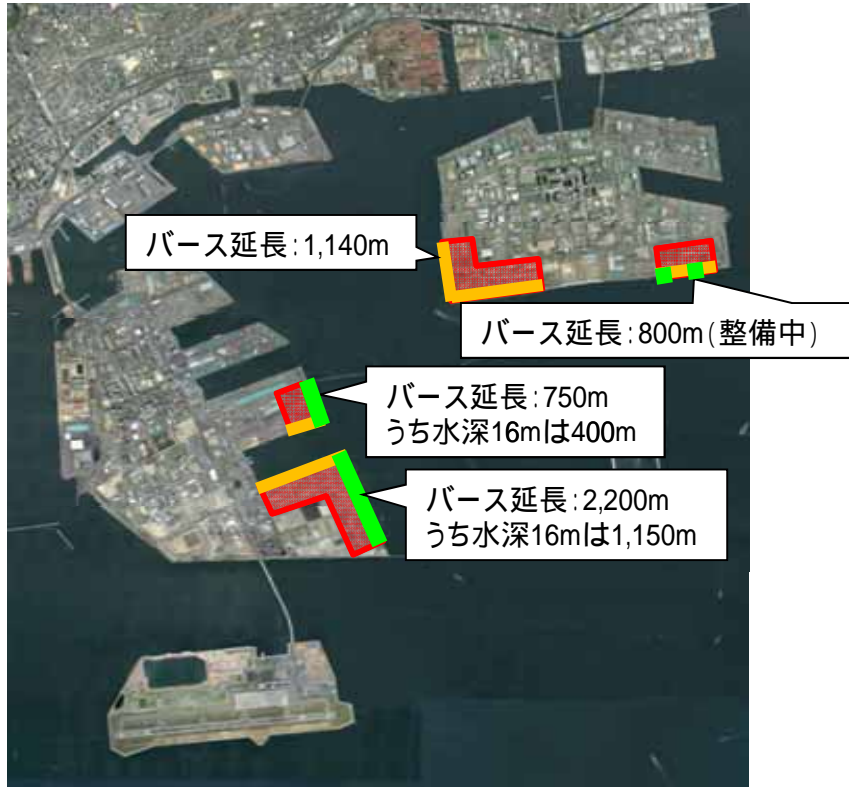 バース延長：1,140m
バース延長：800m（整備中）
バース延長：750m
うち水深16mは400m
バース延長：2,200m
うち水深16mは1,150m